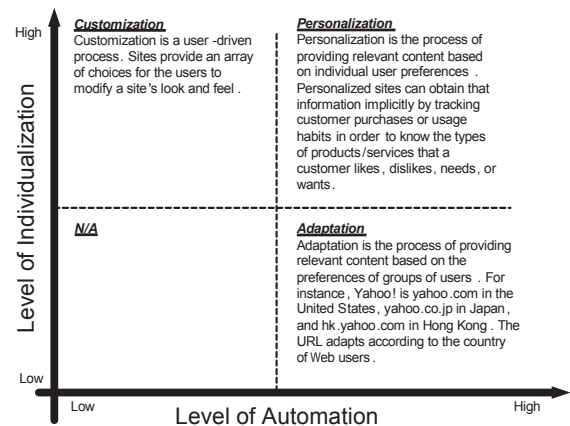 High
Customization
Customization is a user -driven
process. Sites provide an array
of choices for the users to
modify a site's look and feel .
Personalization
Personalization is the process of
providing relevant content based
on individual user preferences .
Personalized sites can obtain that
information implicitly by tracking
customer purchases or usage
habits in order to know the types
of products/services that a
customer likes, dislikes, needs, or
wants.
Level of Individualization
N/A
Adaptation
Adaptation is the process of providing
relevant content based on the
preferences of groups of users . For
instance, Yahoo! is yahoo.com in the
United States, yahoo.co.jp in Japan,
and hk.yahoo.com in Hong Kong. The
URL adapts according to the country
of Web users.
Low
Low
Level of Automation
High